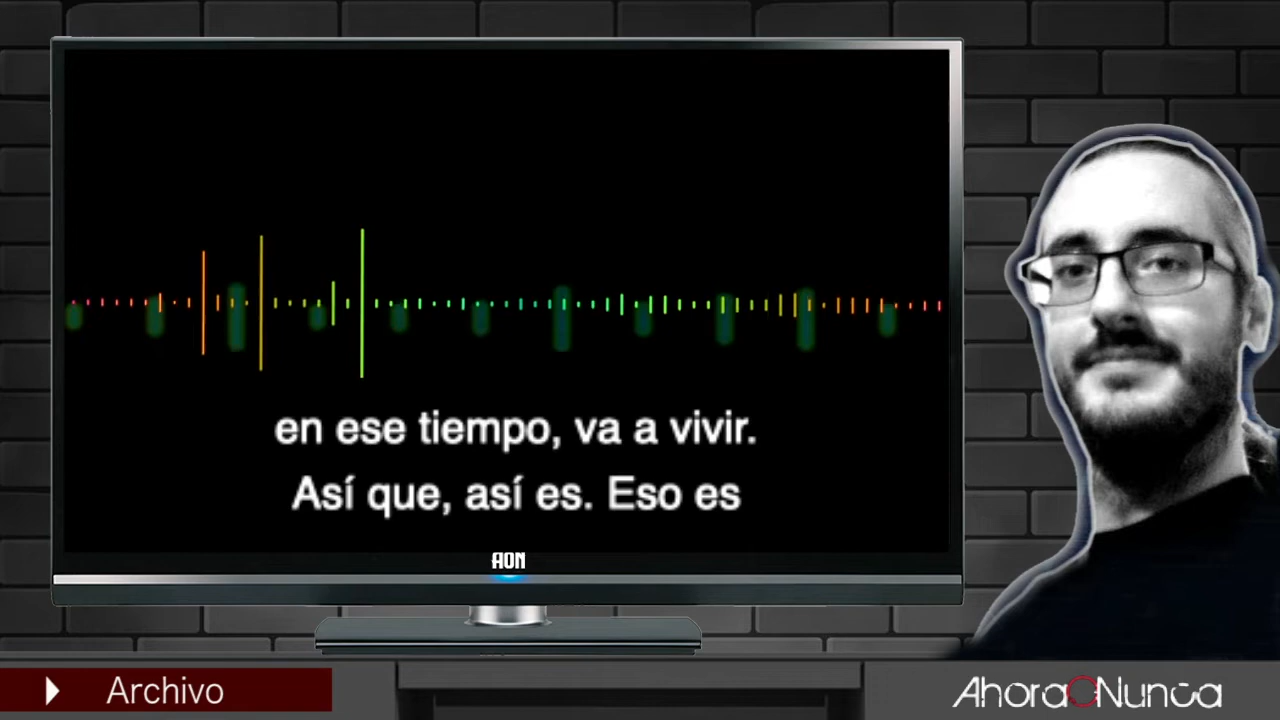 en ese tiempo, va a vivir.
Así que, así es. Eso es
AON
Archivo
AhoraONunca